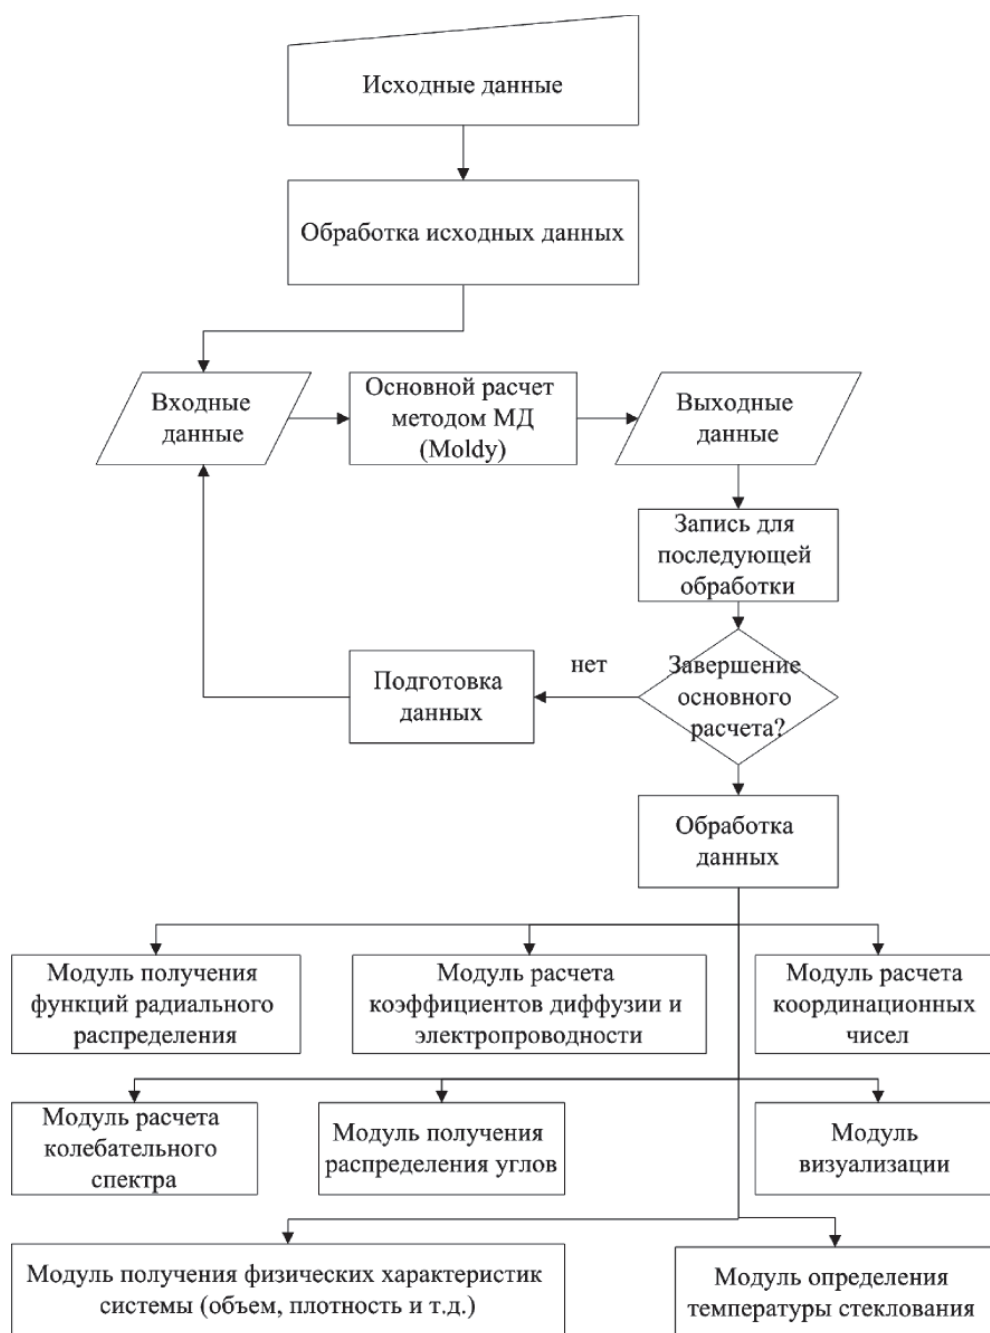 Исходные данные
Обработка исходных данных
Входные
данные
Основной расчет
методом МД
(Moldy)
Выходные
данные
Запись для
последующей
обработки
нет
Завершение
основного
расчета?
Подготовка
данных
Обработка
данных
Модуль получения
функций радиального
распределения
Модуль расчета
коэффициентов диффузии и
электропроводности
Модуль расчета
координационных
чисел
Модуль расчета
колебательного
спектра
Модуль получения
распределения углов
Модуль
визуализации
Модуль получения физических характеристик
системы (объем, плотность и т.д.)
Модуль определения
температуры стеклования